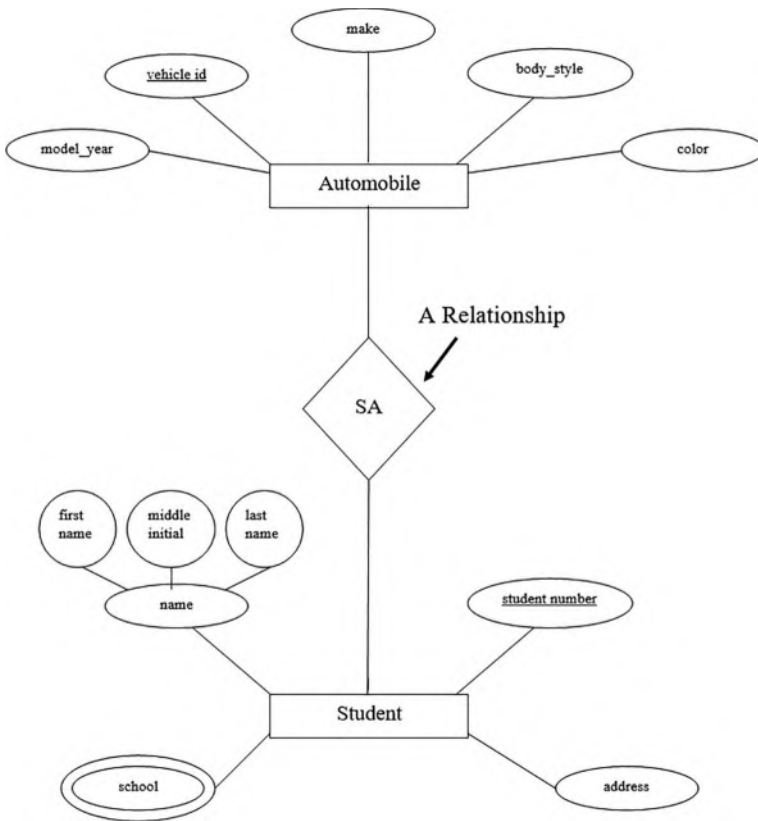 make
vehicle id
body_style
model_year
color
Automobile
A Relationship
SA
first
name
middle
initial
last
name
name
student number
Student
school
address